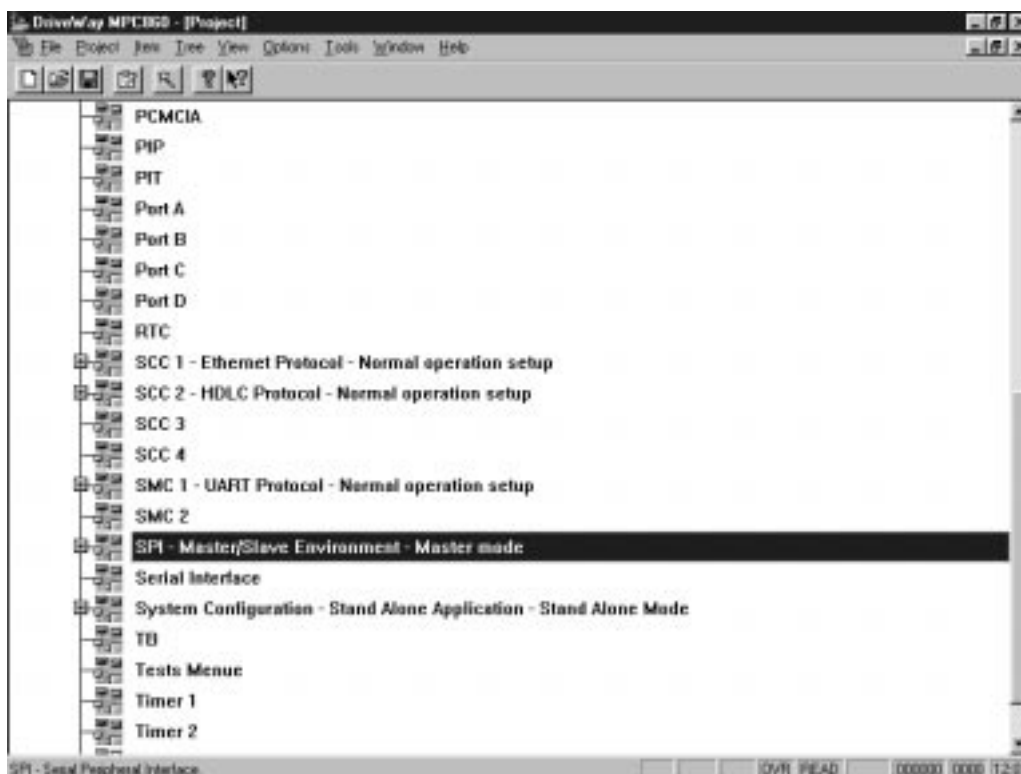 DriveWay MPC860 - [Project]
File Project Item Tree View Options Tools Window Help
PCMCIA
PIP
PIT
Port A
Port B
Port C
Port D
RTC
SCC 1 - Ethernet Protocol - Normal operation setup
SCC 2 - HDLC Protocol - Normal operation setup
SCC 3
SCC 4
SMC 1 - UART Protocol - Normal operation setup
SMC 2
SPI - Master/Slave Environment - Master mode
Serial Interface
System Configuration - Stand Alone Application - Stand Alone Mode
TB
Tests Menue
Timer 1
Timer 2
SPI - Serial Peripheral Interface. OVR READ 000000 0000